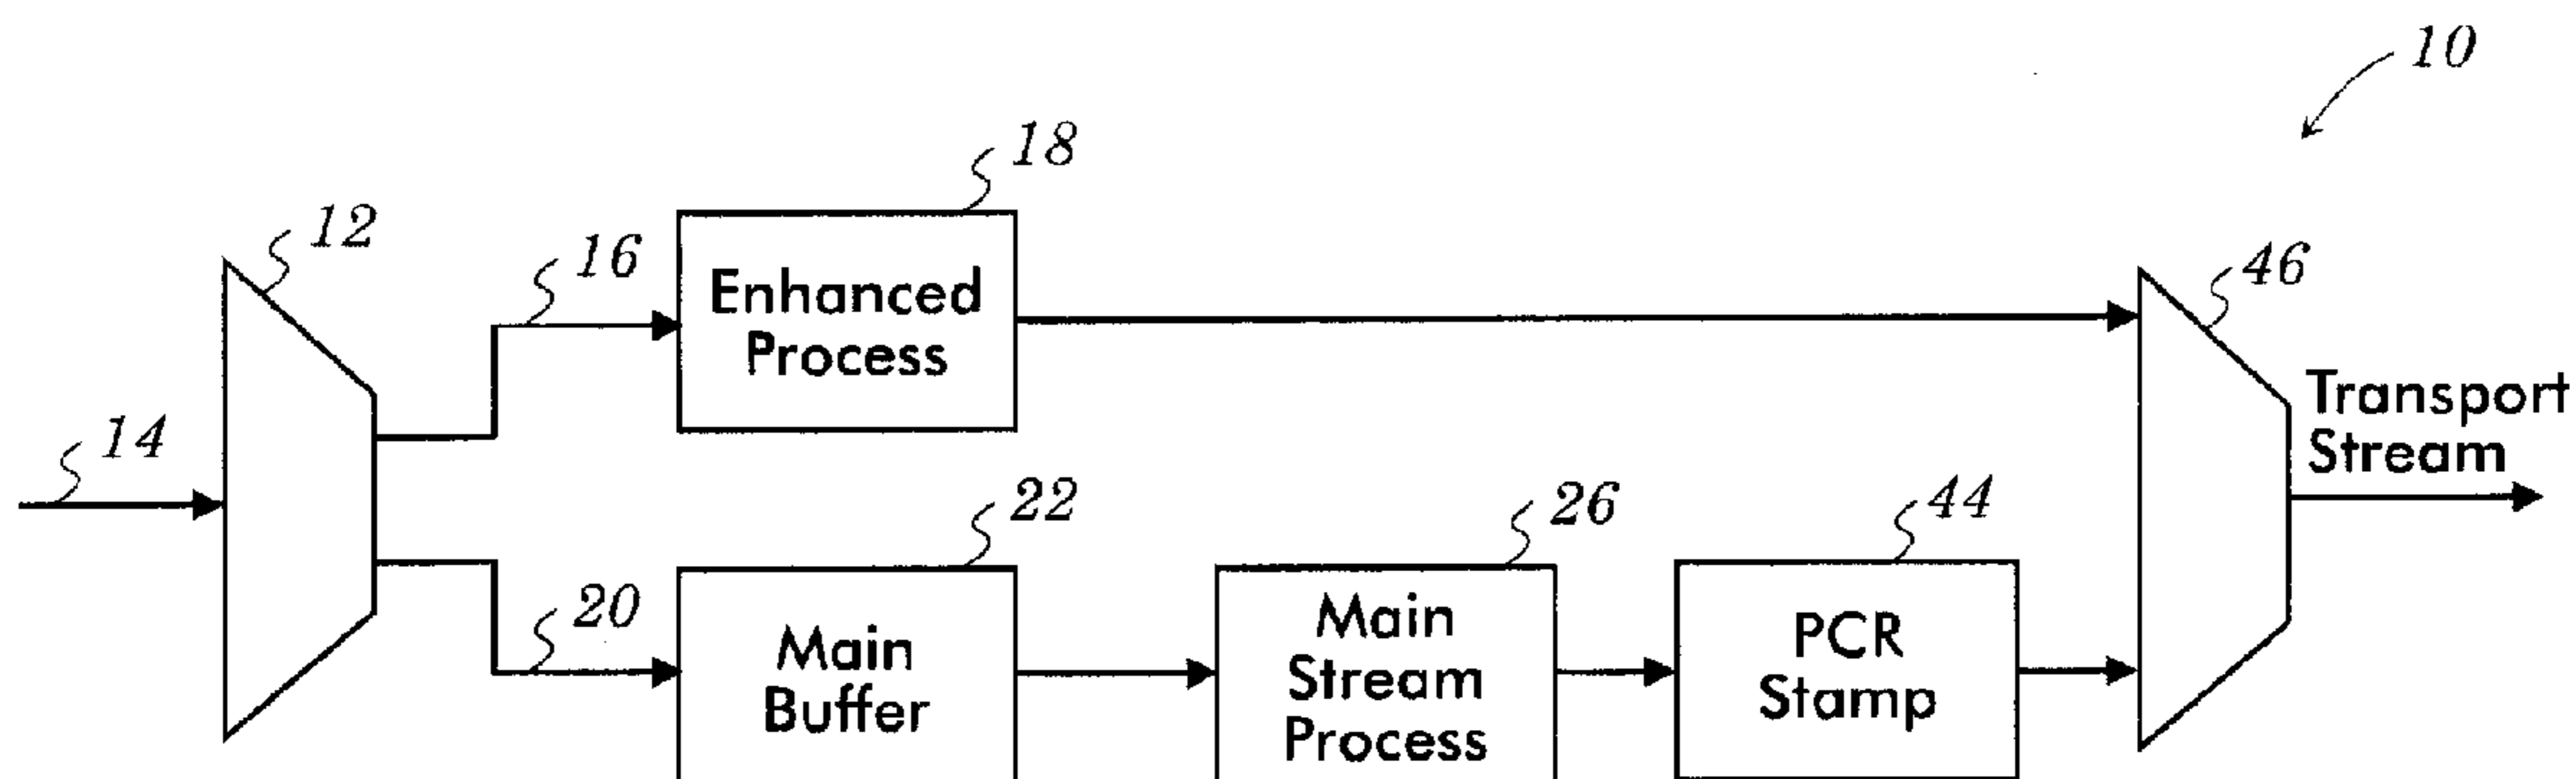 10
18
12
16
46
Enhanced
Process
Transport
Stream
14
22
26
44
20
Main
Buffer
Main
Stream
Process
PCR
Stamp